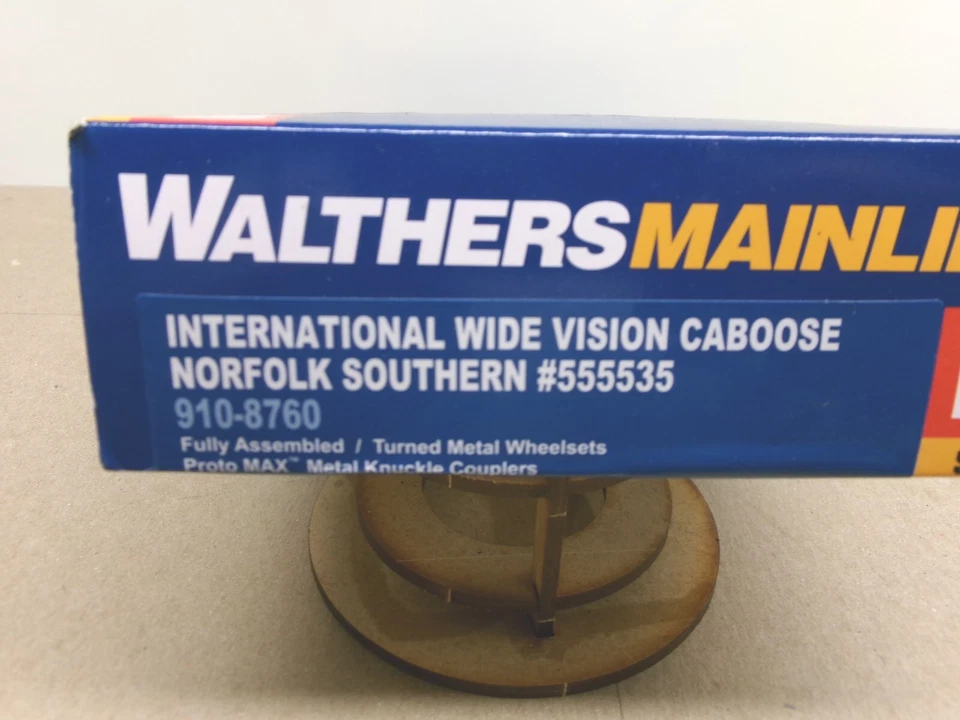 WALTHERSMAINLI
INTERNATIONAL WIDE VISION CABOOSE
NORFOLK SOUTHERN #555535
910-8760
Fully Assembled / Turned Metal Wheelsets
Proto MAX™ Metal Knuckle Couplers